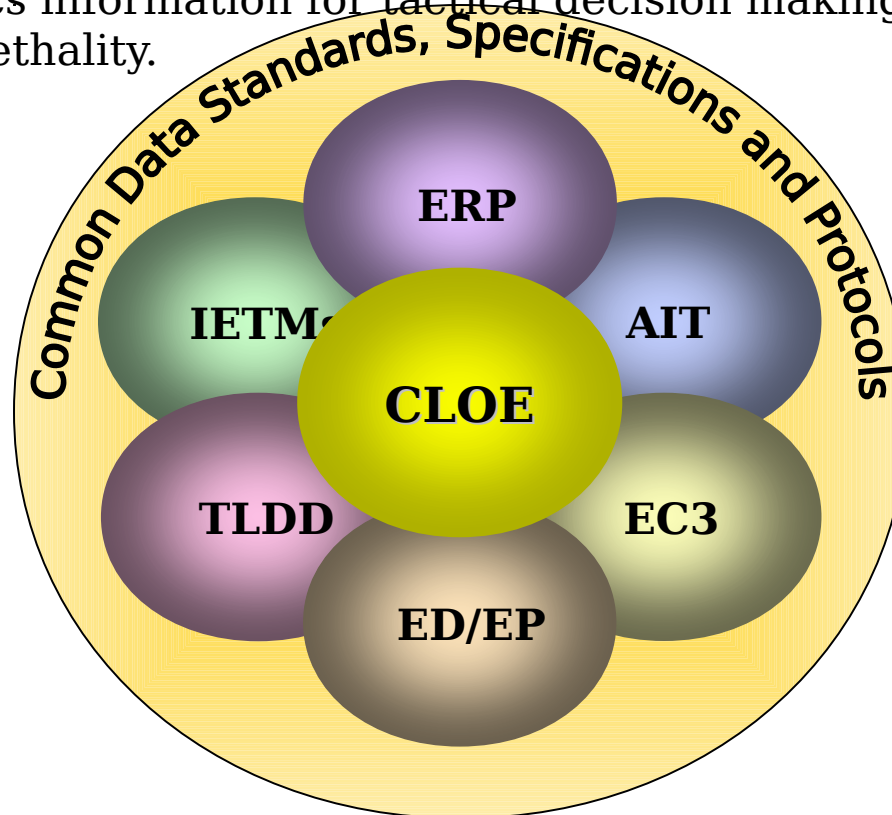 information for tactical decision making
Common Data Standards, Specifications and Protocols
ERP
IETMs
AIT
CLOE
TLDD
EC3
ED/EP